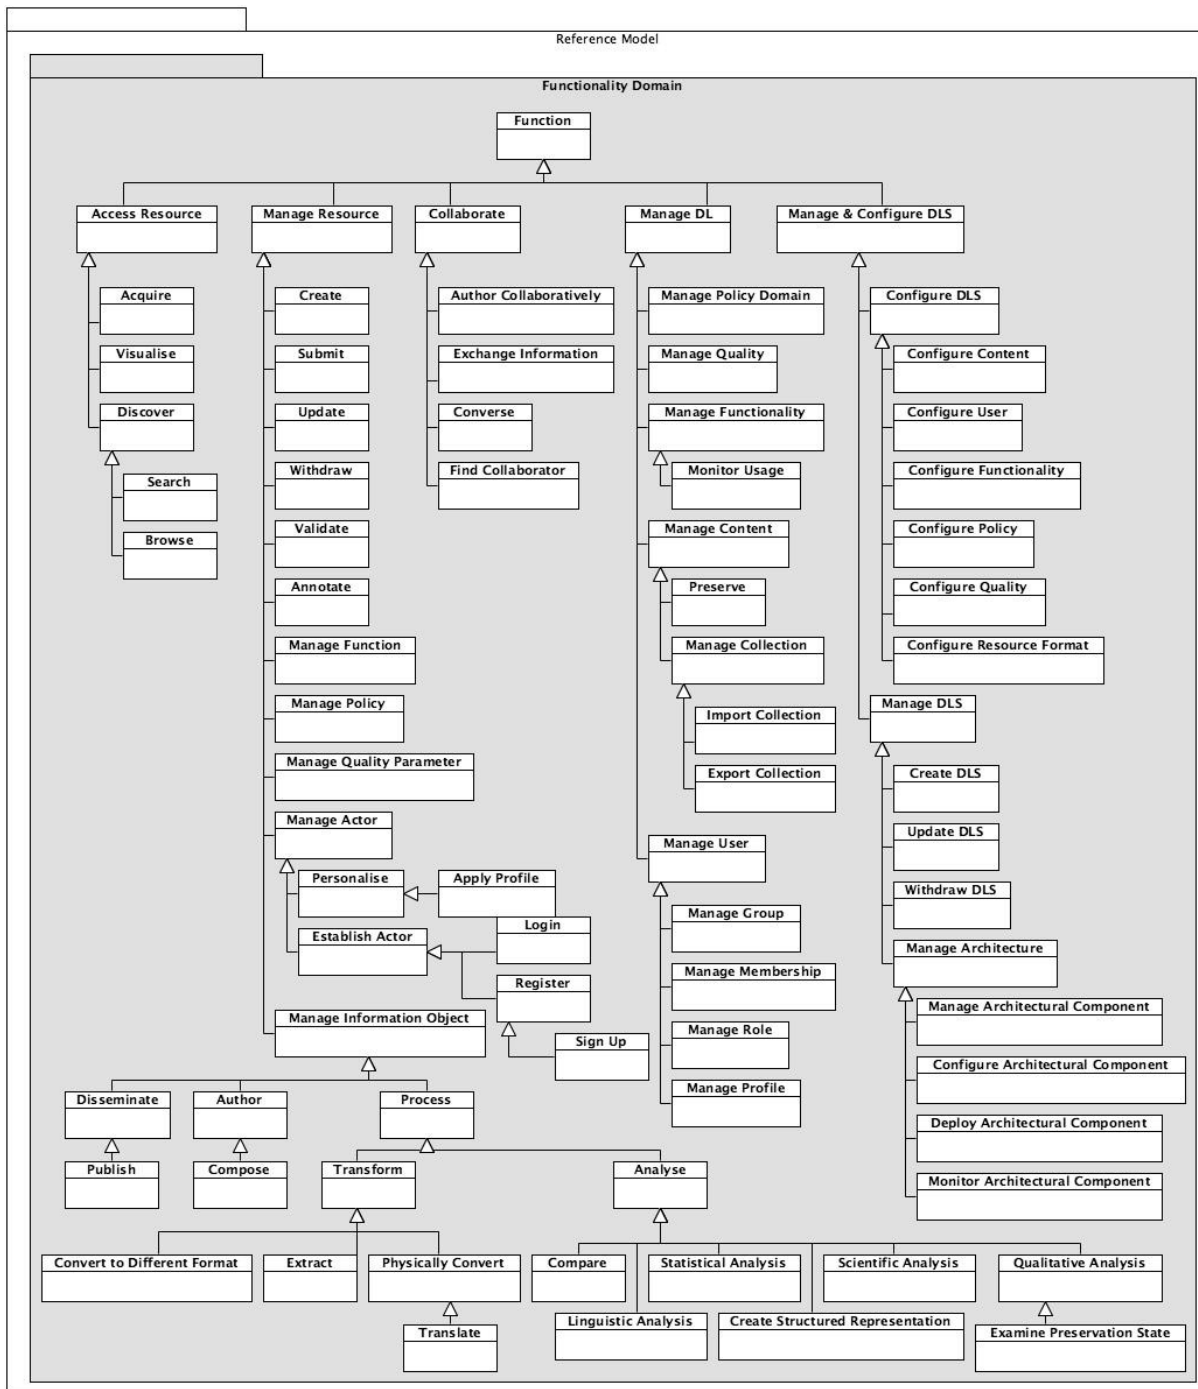 Reference Model
Functionality Domain
Function
Access Resource
Manage Resource
Collaborate
Manage DL
Manage & Configure DLS
Acquire
Visualise
Discover
Search
Browse
Create
Submit
Update
Withdraw
Validate
Annotate
Manage Function
Manage Policy
Manage Quality Parameter
Manage Actor
Personalise
Apply Profile
Establish Actor
Login
Register
Sign Up
Manage Information Object
Author Collaboratively
Exchange Information
Converse
Find Collaborator
Manage Policy Domain
Manage Quality
Manage Functionality
Monitor Usage
Manage Content
Preserve
Manage Collection
Import Collection
Export Collection
Manage User
Manage Group
Manage Membership
Manage Role
Manage Profile
Configure DLS
Configure Content
Configure User
Configure Functionality
Configure Policy
Configure Quality
Configure Resource Format
Manage DLS
Create DLS
Update DLS
Withdraw DLS
Manage Architecture
Manage Architectural Component
Configure Architectural Component
Deploy Architectural Component
Monitor Architectural Component
Disseminate
Author
Process
Publish
Compose
Transform
Analyse
Convert to Different Format
Extract
Physically Convert
Translate
Compare
Statistical Analysis
Scientific Analysis
Qualitative Analysis
Linguistic Analysis
Create Structured Representation
Examine Preservation State